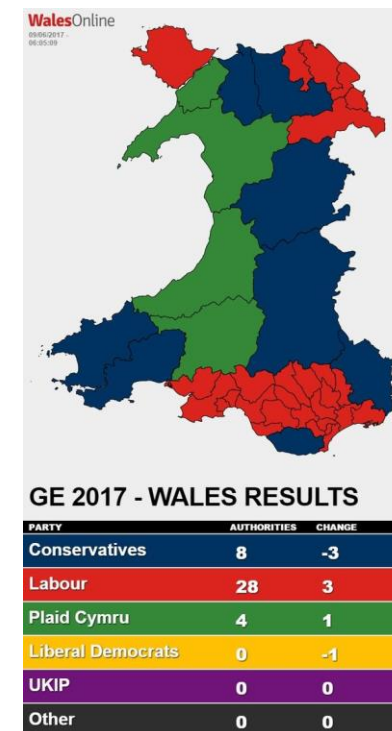 WalesOnline
09/06/2017 -
06:05:09
GE 2017 - WALES RESULTS
PARTY AUTHORITIES CHANGE
Conservatives 8 -3
Labour 28 3
Plaid Cymru 4 1
Liberal Democrats 0 -1
UKIP 0 0
Other 0 0